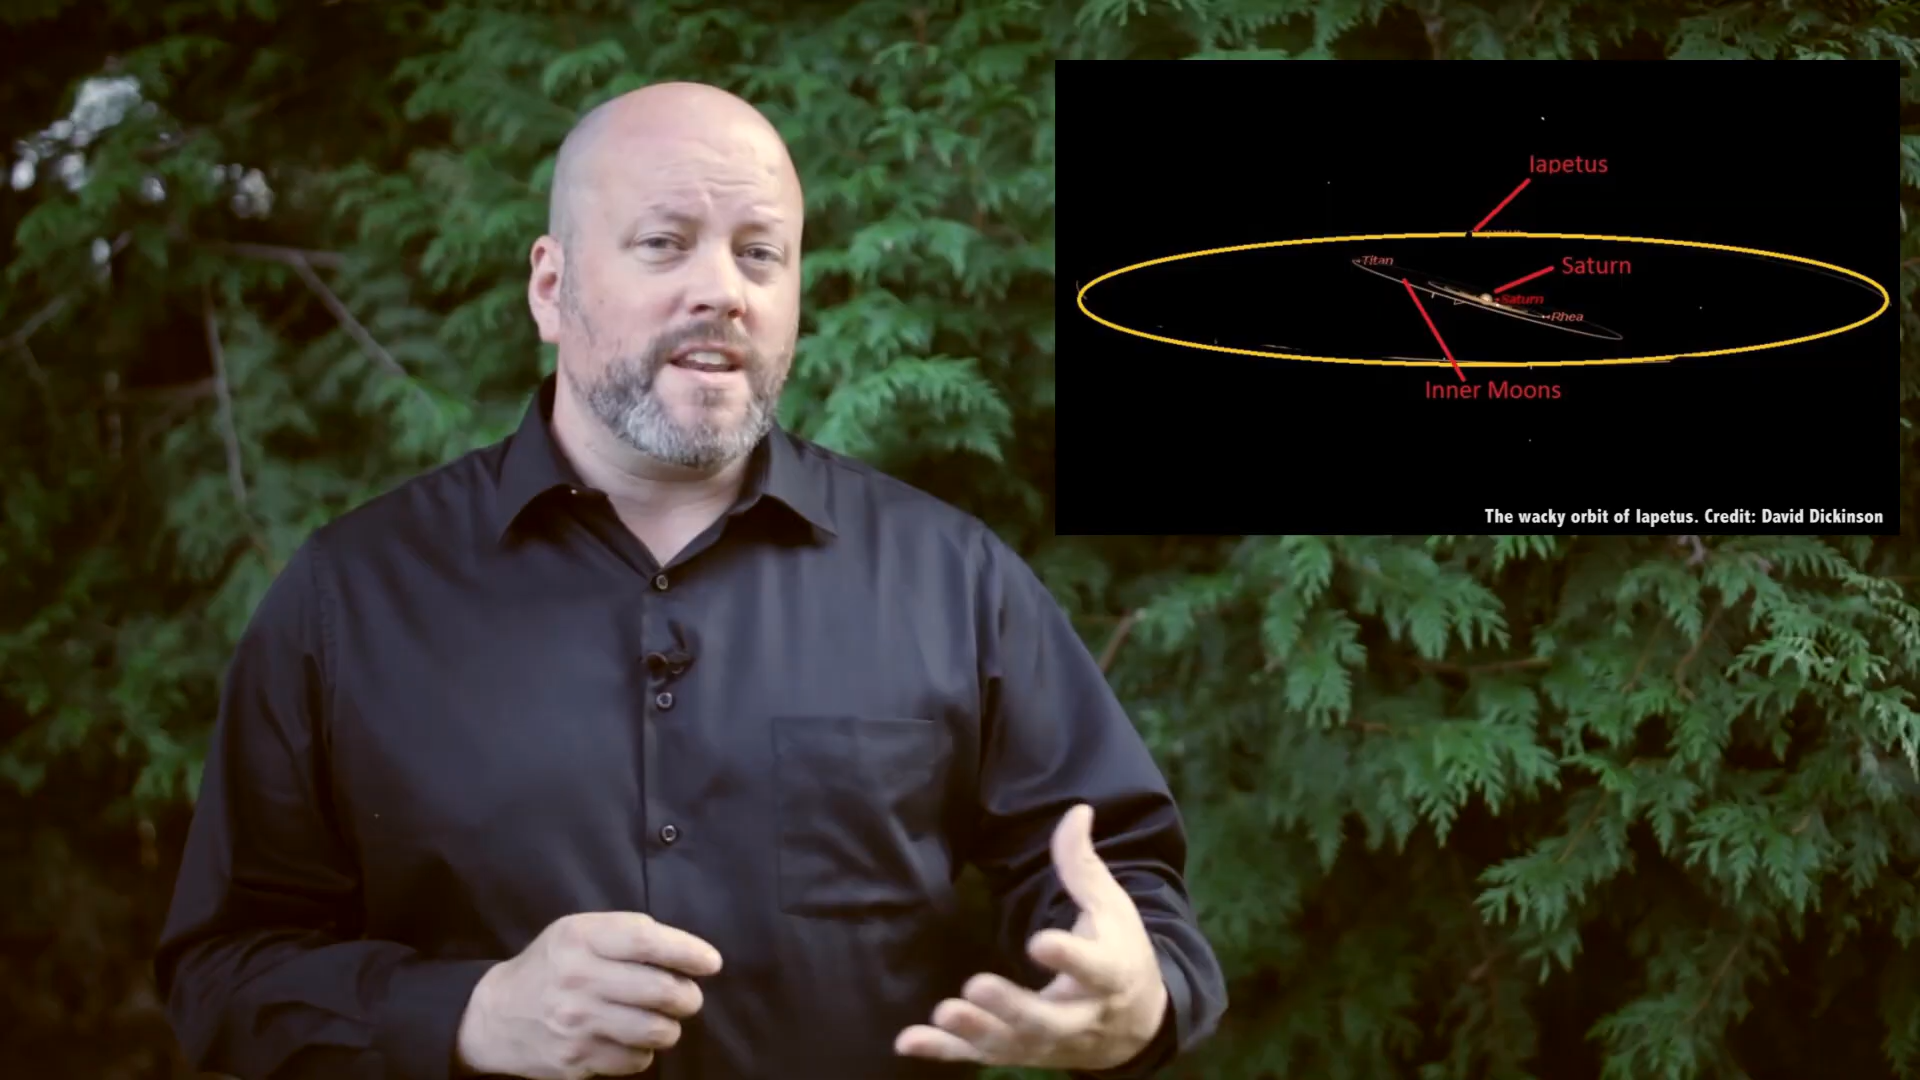 Iapetus
Titan
Saturn
Saturn
Rhea
Inner Moons
The wacky orbit of Iapetus. Credit: David Dickinson